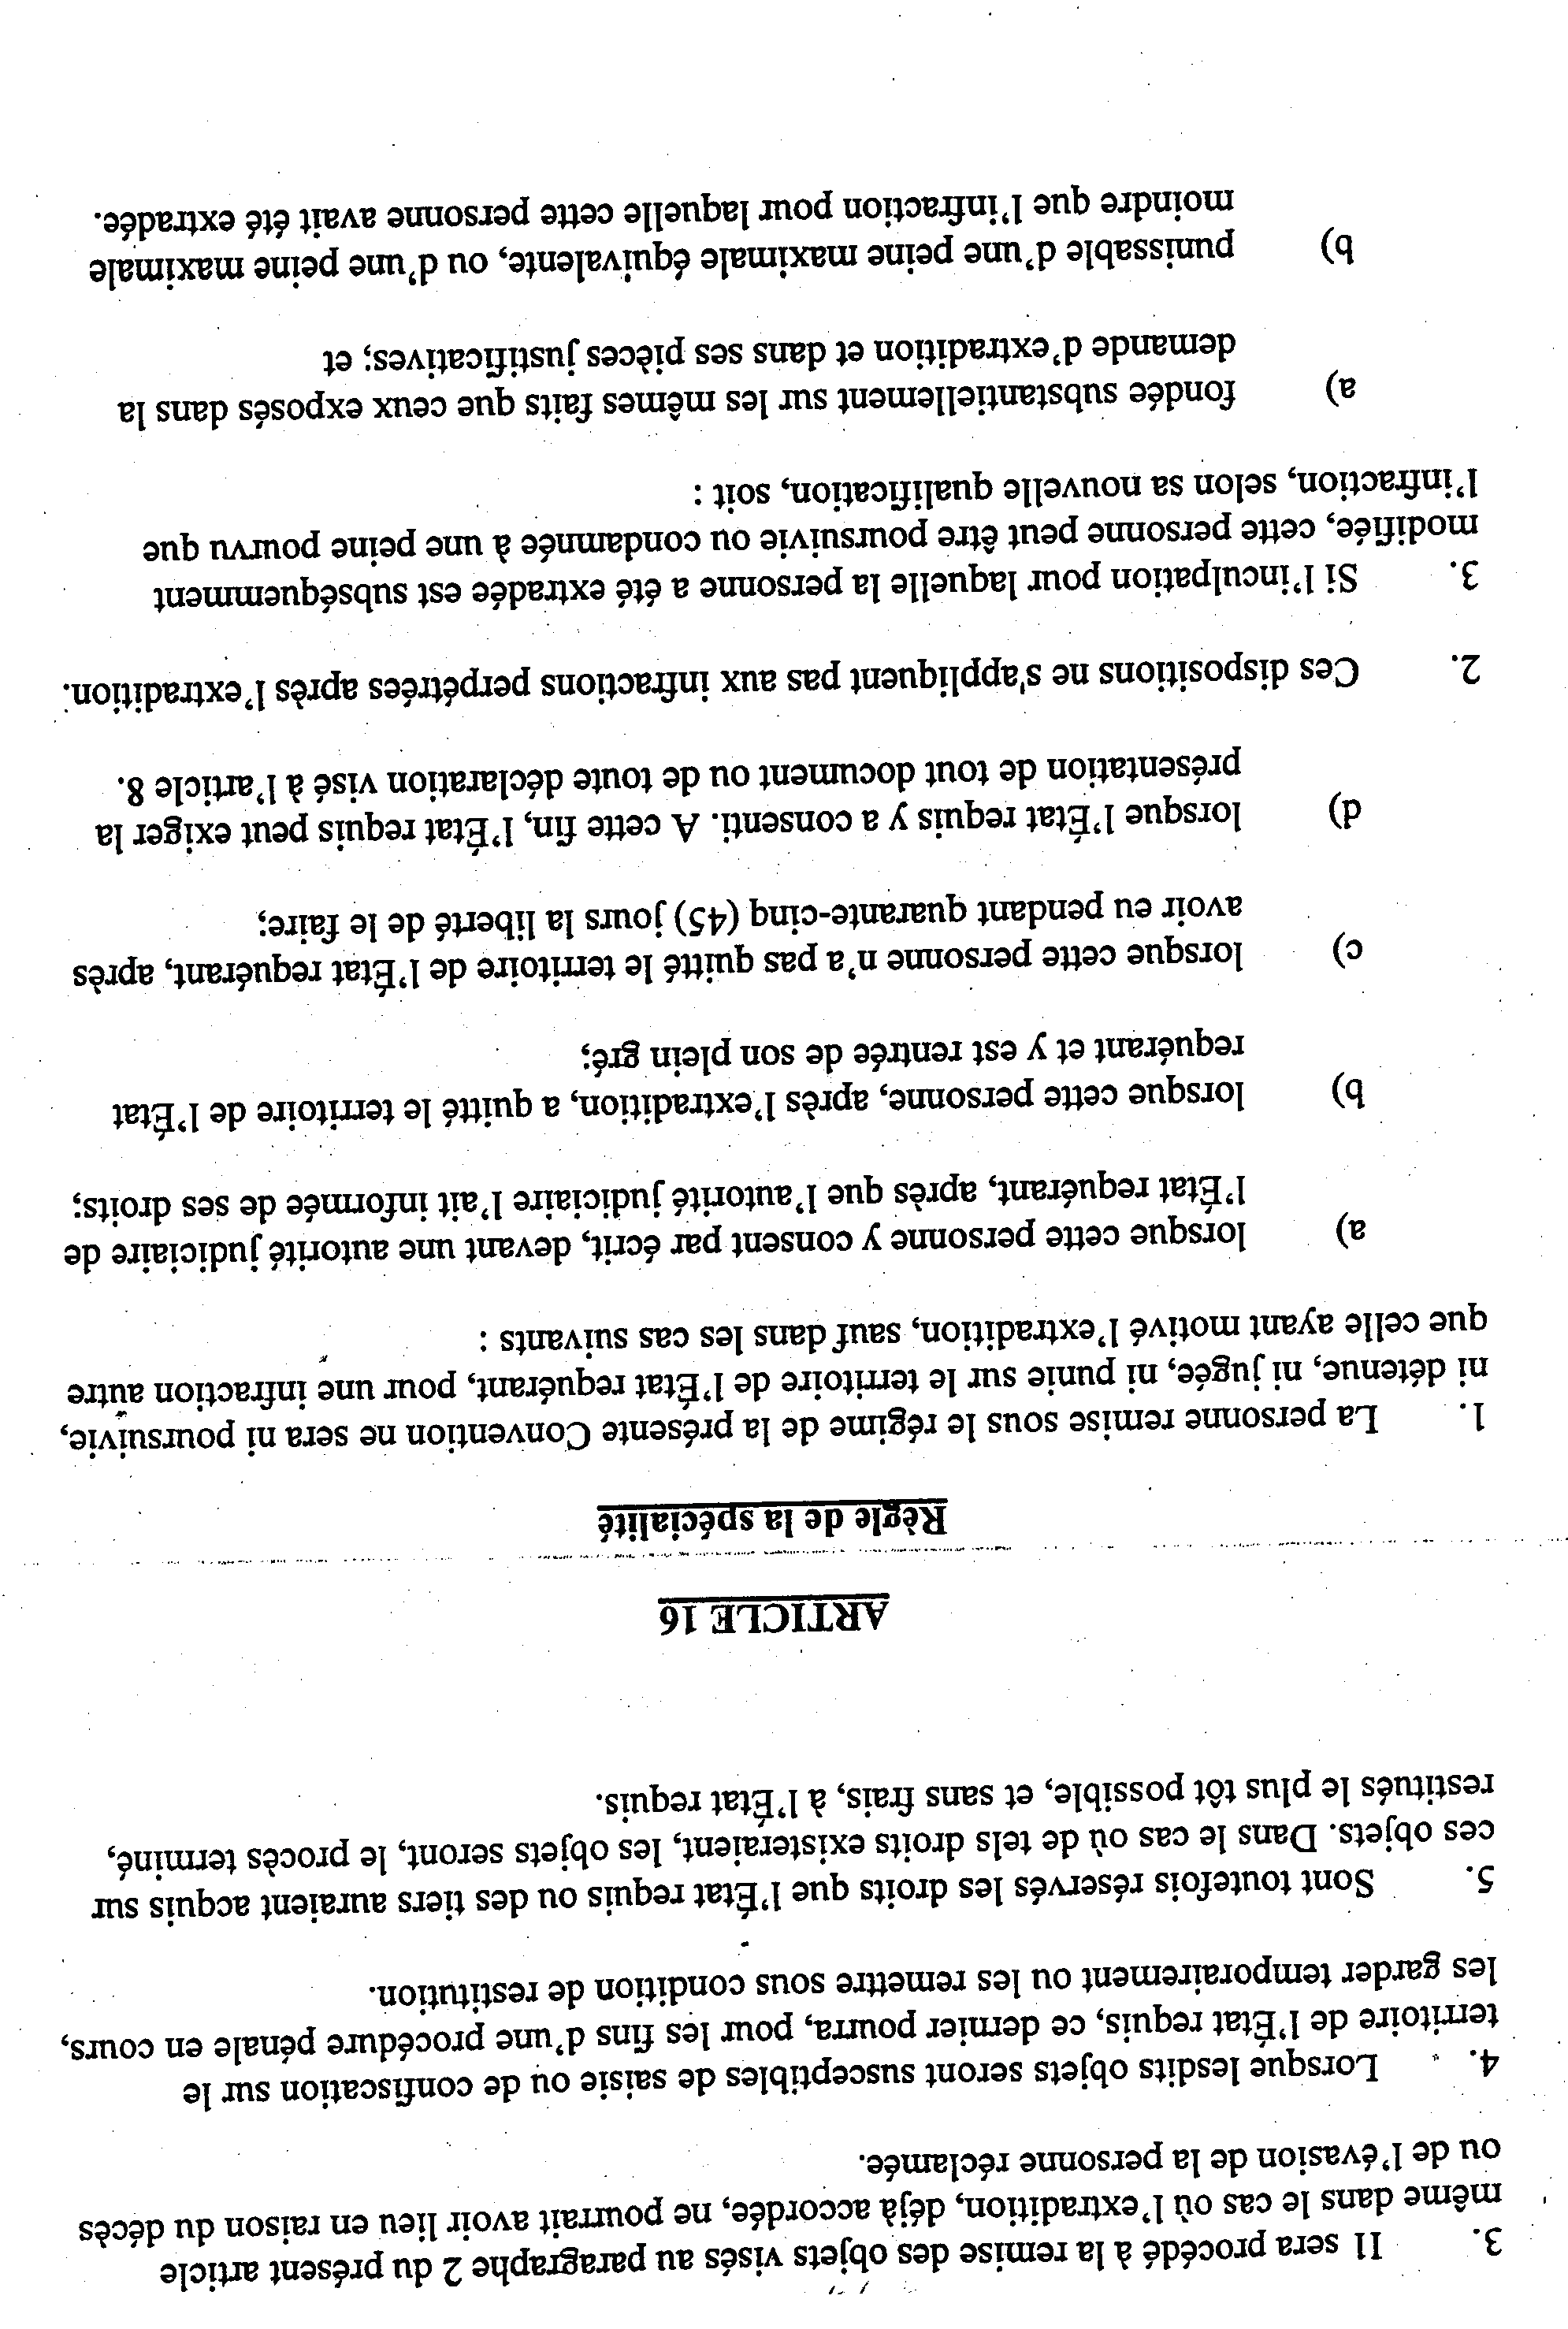 3. Il sera procédé à la remise des objets visés au paragraphe 2 du présent article
même dans le cas où l'extradition, déjà accordée, ne pourrait avoir lieu en raison du décès
ou de l'évasion de la personne réclamée.
4. Lorsque lesdits objets seront susceptibles de saisie ou de confiscation sur le
territoire de l'État requis, ce dernier pourra, pour les fins d'une procédure pénale en cours,
les garder temporairement ou les remettre sous condition de restitution.
5. Sont toutefois réservés les droits que l'État requis ou des tiers auraient acquis sur
ces objets. Dans le cas où de tels droits existeraient, les objets seront, le procès terminé,
restitués le plus tôt possible, et sans frais, à l'État requis.
ARTICLE 16
Règle de la spécialité
1. La personne remise sous le régime de la présente Convention ne sera ni poursuivie,
ni détenue, ni jugée, ni punie sur le territoire de l'État requérant, pour une infraction autre
que celle ayant motivé l'extradition, sauf dans les cas suivants :
a) lorsque cette personne y consent par écrit, devant une autorité judiciaire de
l'État requérant, après que l'autorité judiciaire l'ait informée de ses droits;
b) lorsque cette personne, après l'extradition, a quitté le territoire de l'État
requérant et y est rentrée de son plein gré;
c) lorsque cette personne n'a pas quitté le territoire de l'État requérant, après
avoir eu pendant quarante-cinq (45) jours la liberté de le faire;
d) lorsque l'État requis y a consenti. A cette fin, l'État requis peut exiger la
présentation de tout document ou de toute déclaration visé à l'article 8.
2. Ces dispositions ne s'appliquent pas aux infractions perpétrées après l'extradition.
3. Si l'inculpation pour laquelle la personne a été extradée est subséquemment
modifiée, cette personne peut être poursuivie ou condamnée à une peine pourvu que
l'infraction, selon sa nouvelle qualification, soit :
a) fondée substantiellement sur les mêmes faits que ceux exposés dans la
demande d'extradition et dans ses pièces justificatives; et
b) punissable d'une peine maximale équivalente, ou d'une peine maximale
moindre que l'infraction pour laquelle cette personne avait été extradée.